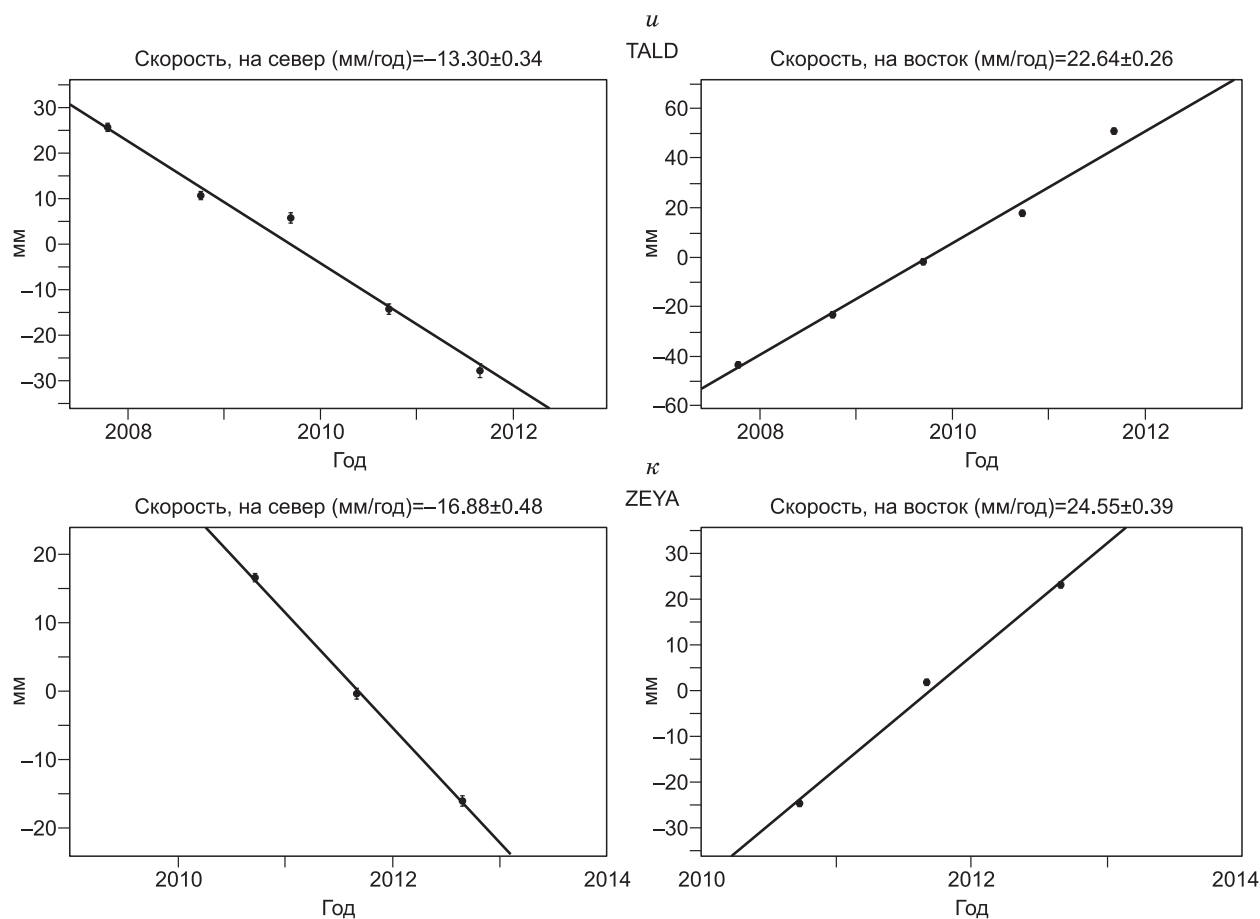 и
TALD
Скорость, на север (мм/год)=–13.30±0.34
30
20
10
0
–10
–20
–30
мм
2008
2010
2012
Год
Скорость, на восток (мм/год)=22.64±0.26
60
40
20
0
–20
–40
–60
мм
2008
2010
2012
Год
к
ZEYA
Скорость, на север (мм/год)=–16.88±0.48
20
10
0
–10
–20
мм
2010
2012
2014
Год
Скорость, на восток (мм/год)=24.55±0.39
30
20
10
0
–10
–20
–30
мм
2010
2012
2014
Год